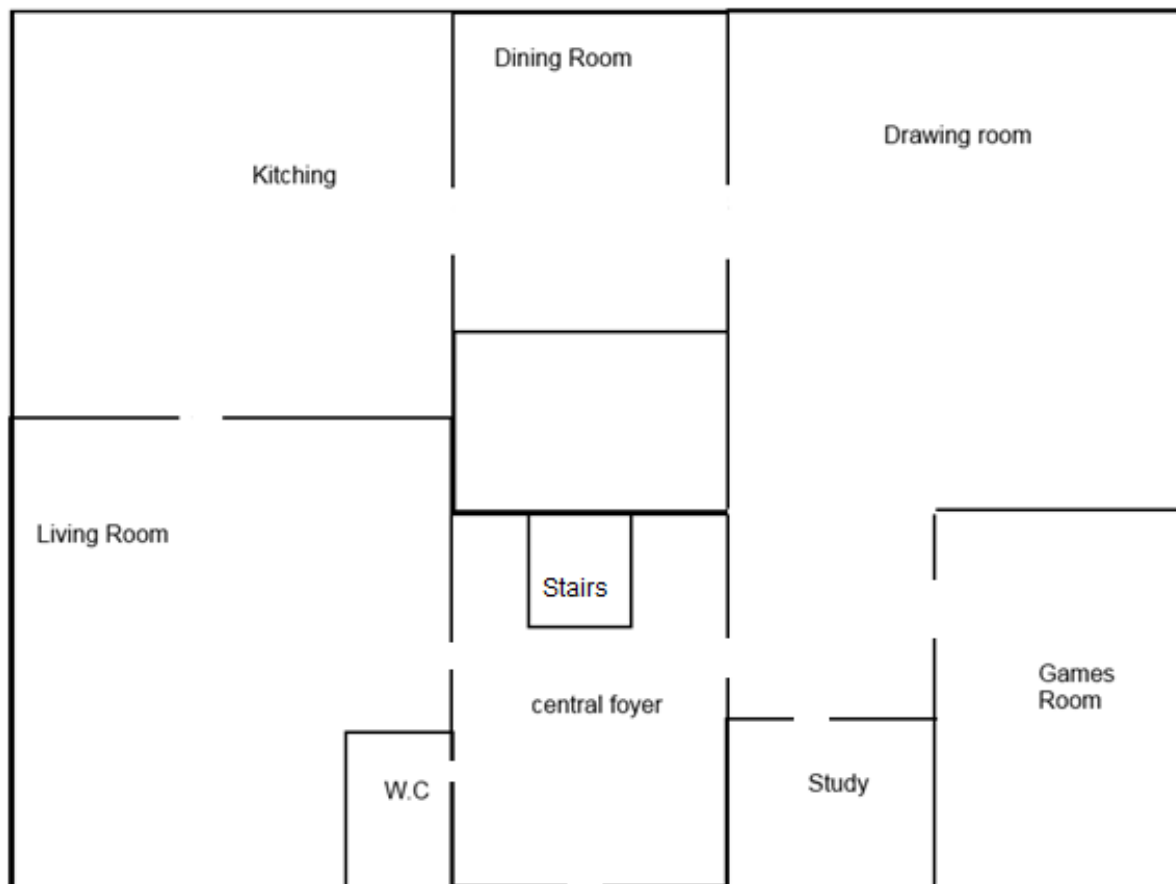 Dining Room
Drawing room
Kitching
Living Room
Stairs
central foyer
Games
Room
W.C
Study